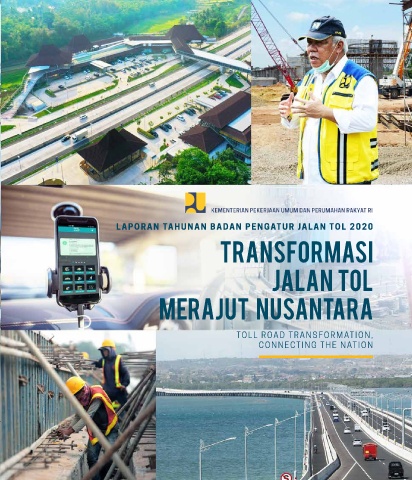 KEMENTERIAN PEKERJAAN UMUM DAN PERUMAHAN RAKYAT RI
LAPORAN TAHUNAN BADAN PENGATUR JALAN TOL 2020
TRANSFORMASI
JALAN TOL
MERAJUT NUSANTARA
TOLL ROAD TRANSFORMATION,
CONNECTING THE NATION